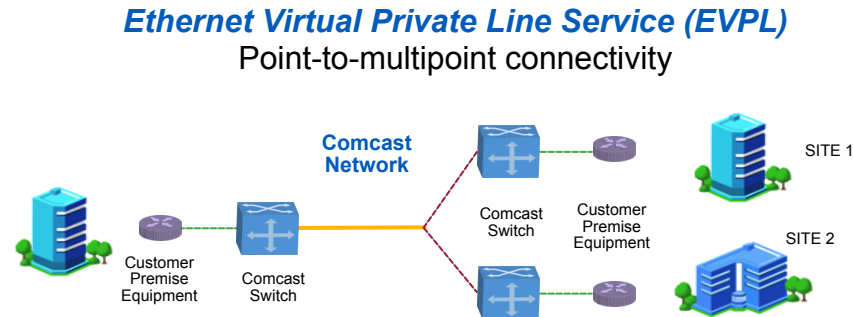 Ethernet Virtual Private Line Service (EVPL)
Point-to-multipoint connectivity
Comcast
Network
SITE 1
Comcast
Switch
Customer
Premise
Equipment
SITE 2
Customer
Premise
Equipment
Comcast
Switch